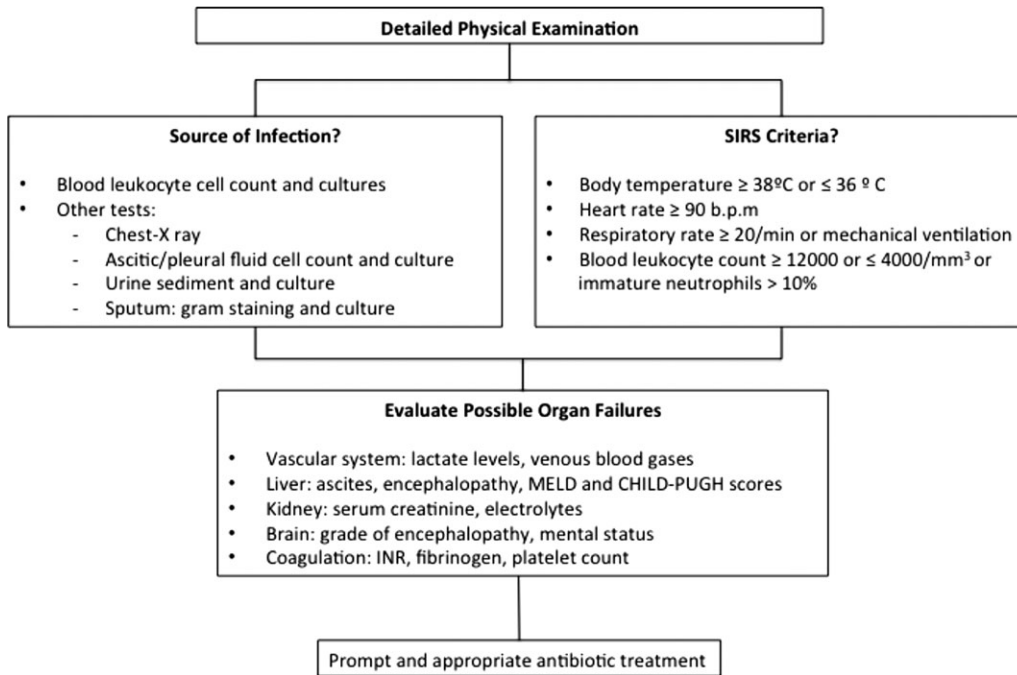 Detailed Physical Examination
Source of Infection?
• Blood leukocyte cell count and cultures
• Other tests:
- Chest-X ray
- Ascitic/pleural fluid cell count and culture
- Urine sediment and culture
- Sputum: gram staining and culture
SIRS Criteria?
• Body temperature ≥ 38ºC or ≤ 36 º C
• Heart rate ≥ 90 b.p.m
• Respiratory rate ≥ 20/min or mechanical ventilation
• Blood leukocyte count ≥ 12000 or ≤ 4000/mm³ or
immature neutrophils > 10%
Evaluate Possible Organ Failures
• Vascular system: lactate levels, venous blood gases
• Liver: ascites, encephalopathy, MELD and CHILD-PUGH scores
• Kidney: serum creatinine, electrolytes
• Brain: grade of encephalopathy, mental status
• Coagulation: INR, fibrinogen, platelet count
Prompt and appropriate antibiotic treatment